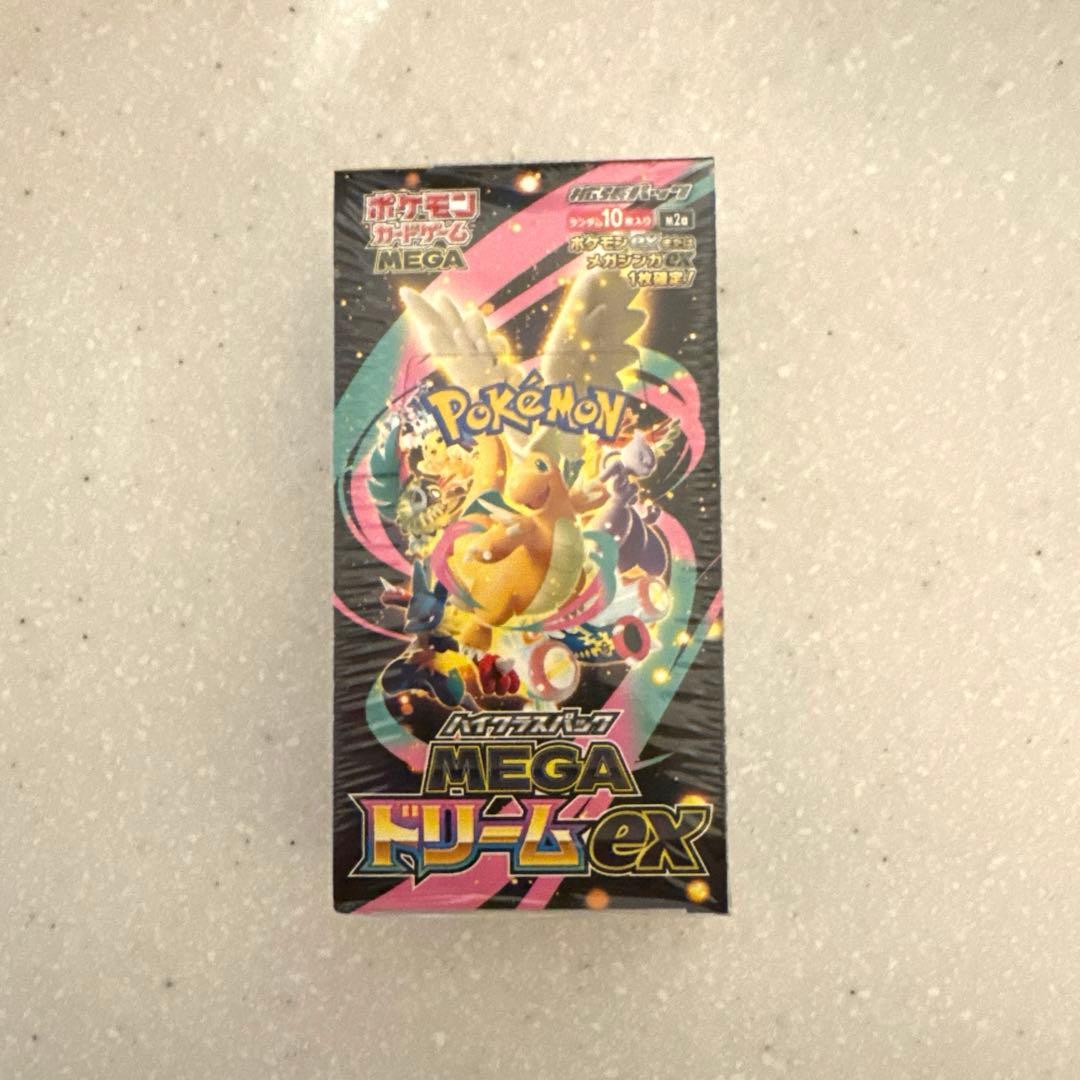 ポケモン
カードゲーム
MEGA
拡張パック
ランダム10枚入り
ポケモンex または
メガシンカex
1枚確定!
POKÉMON
ハイクラスパック
MEGA
ドリームex